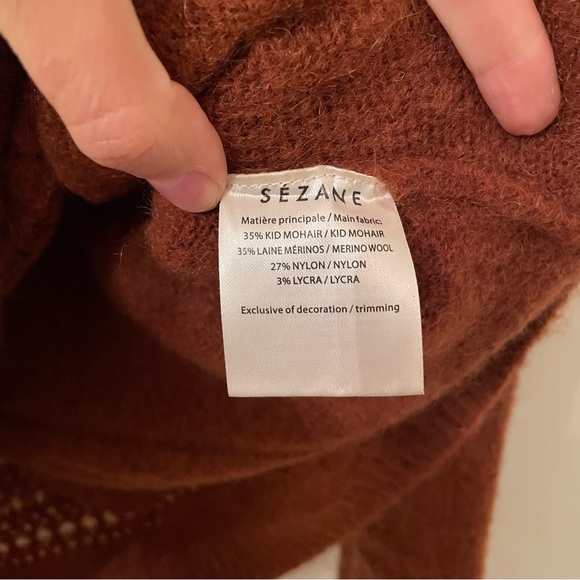 SÉZANE
Matière principale / Main fabric:
35% KID MOHAIR / KID MOHAIR
35% LAINE MÉRINOS / MERINO WOOL
27% NYLON / NYLON
3% LYCRA / LYCRA
Exclusive of decoration / trimming